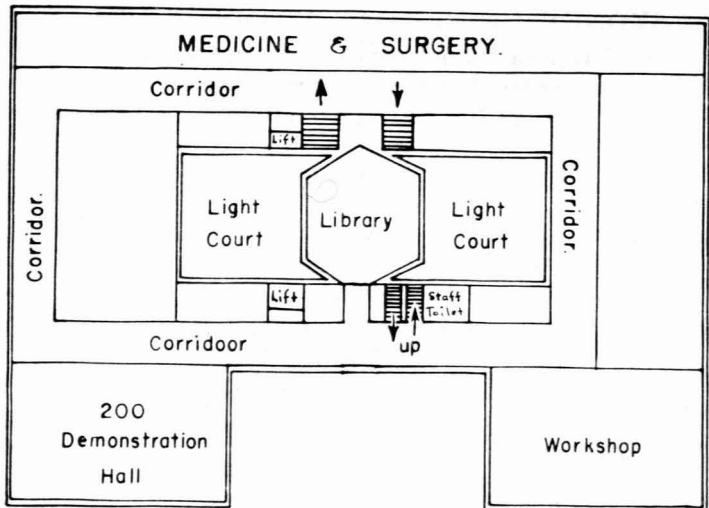 MEDICINE & SURGERY.
Corridor
Lift
Corridor.
Light
Court
Library
Light
Court
Corridor.
Lift
Staff
Toilet
up
Corridoor
200
Demonstration
Hall
Workshop